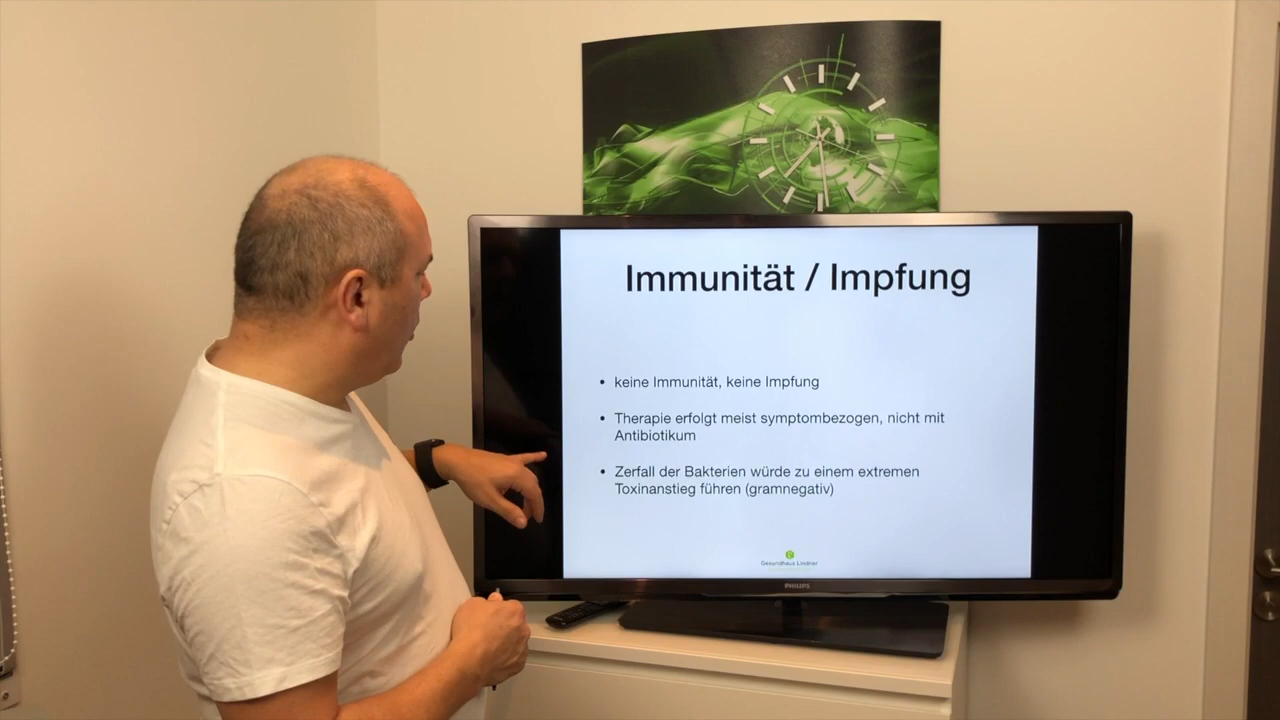 Immunität / Impfung
• keine Immunität, keine Impfung
• Therapie erfolgt meist symptombezogen, nicht mit
Antibiotikum
• Zerfall der Bakterien würde zu einem extremen
Toxinanstieg führen (gramnegativ)
Gesundhaus Lindner
PHILIPS